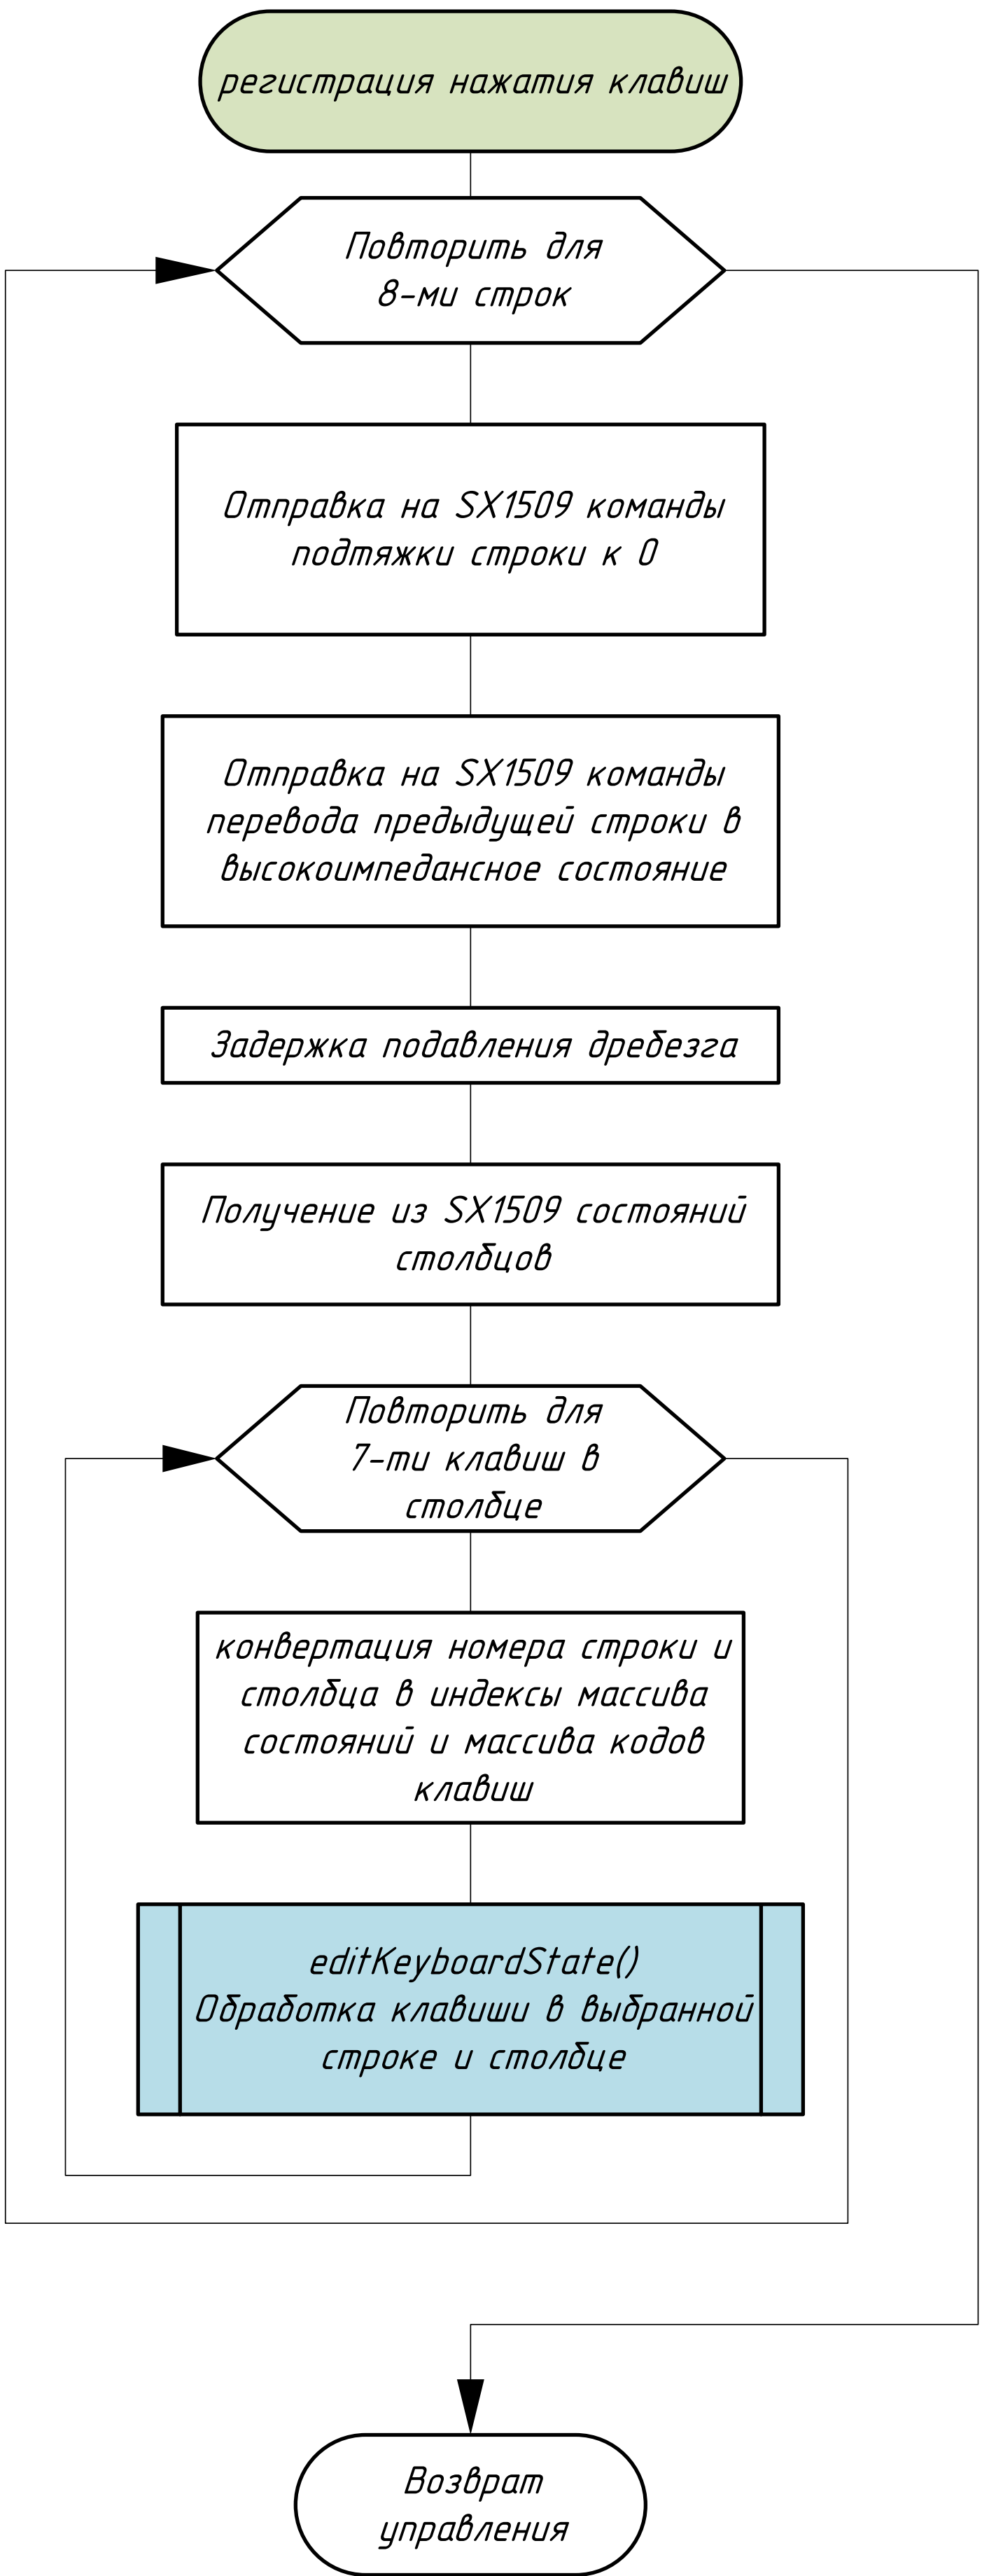 регистрация нажатия клавиш
Повторить для
8-ми строк
Отправка на SX1509 команды
подтяжки строки к 0
Отправка на SX1509 команды
перевода предыдущей строки в
высокоимпедансное состояние
Задержка подавления дребезга
Получение из SX1509 состояний
столбцов
Повторить для
7-ти клавиш в
столбце
конвертация номера строки и
столбца в индексы массива
состояний и массива кодов
клавиш
editKeyboardState()
Обработка клавиши в выбранной
строке и столбце
Возврат
управления